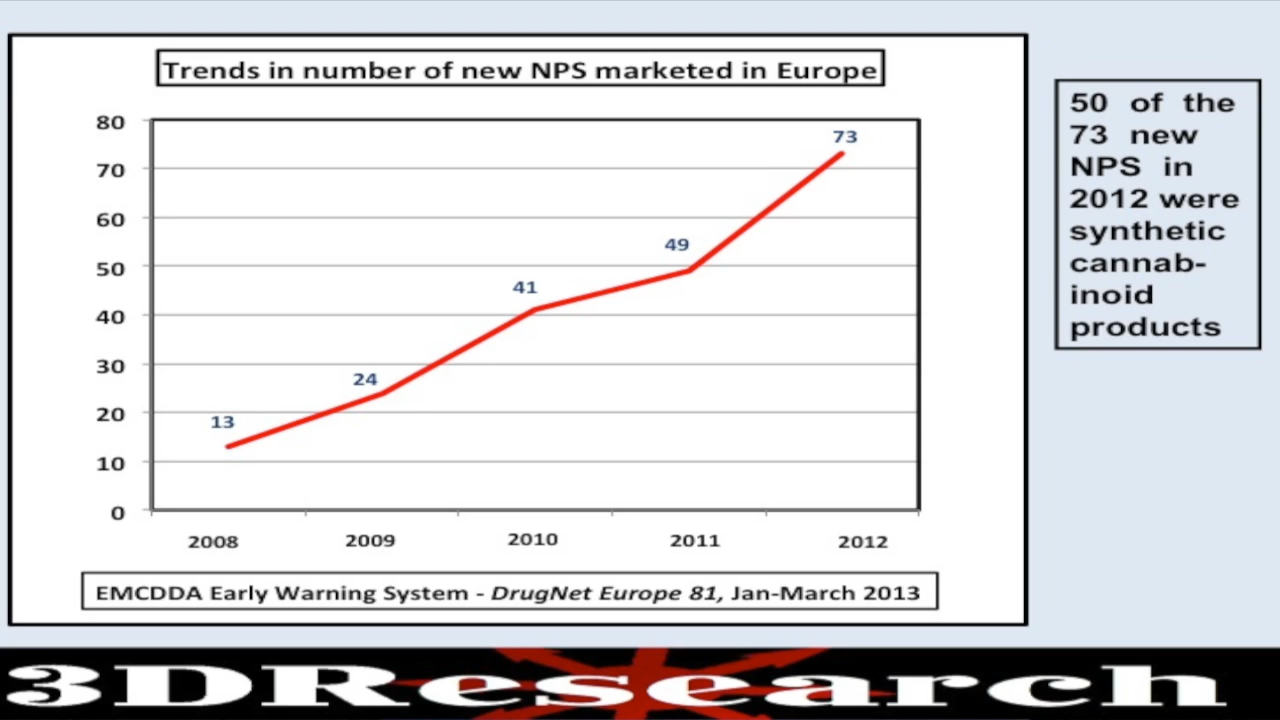 Trends in number of new NPS marketed in Europe
80
70
60
50
40
30
20
10
0
13
24
41
49
73
2008
2009
2010
2011
2012
EMCDDA Early Warning System - DrugNet Europe 81, Jan-March 2013
50 of the
73 new
NPS in
2012 were
synthetic
cannab-
inoid
products
3DResearch